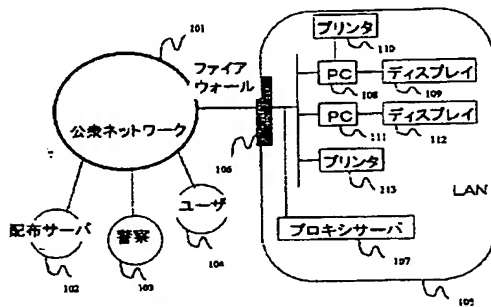 101
ファイア
ウォール
公衆ネットワーク
106
配布サーバ
102
警察
103
ユーザ
104
プリンタ
110
PC
108
ディスプレイ
109
PC
111
ディスプレイ
112
プリンタ
113
LAN
プロキシサーバ
107
105